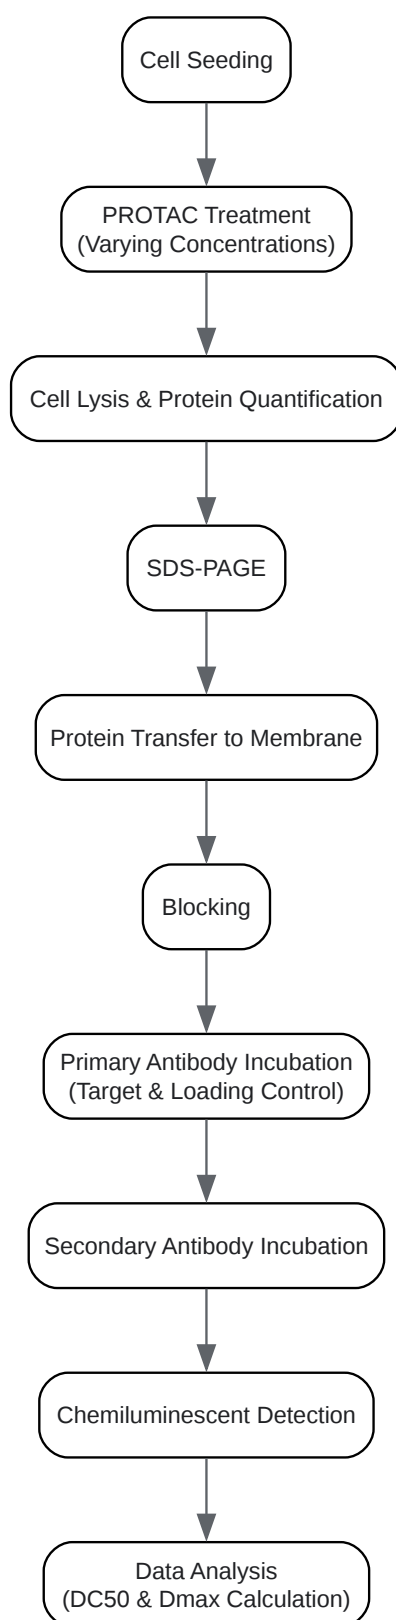 Cell Seeding
PROTAC Treatment
(Varying Concentrations)
Cell Lysis & Protein Quantification
SDS-PAGE
Protein Transfer to Membrane
Blocking
Primary Antibody Incubation
(Target & Loading Control)
Secondary Antibody Incubation
Chemiluminescent Detection
Data Analysis
(DC50 & Dmax Calculation)